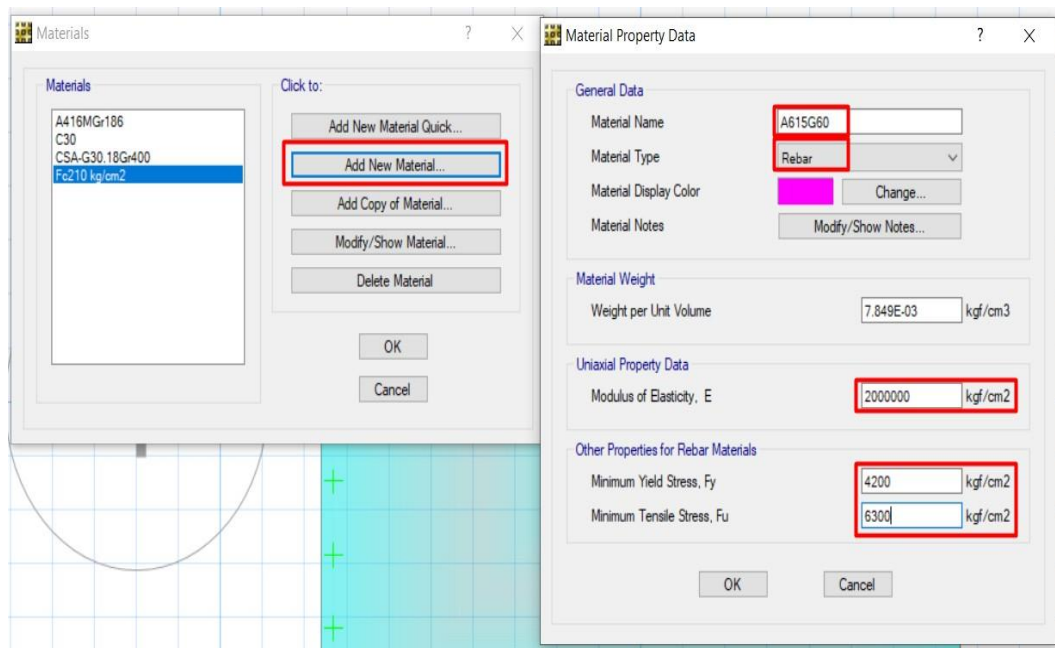 Materials
? X
Materials
A416MGr186
C30
CSA-G30.18Gr400
Fc210 kg/cm2
Click to:
Add New Material Quick...
Add New Material...
Add Copy of Material...
Modify/Show Material...
Delete Material
OK
Cancel
Material Property Data
? X
General Data
Material Name A615G60
Material Type Rebar
Material Display Color Change...
Material Notes Modify/Show Notes...
Material Weight
Weight per Unit Volume 7.849E-03 kgf/cm3
Uniaxial Property Data
Modulus of Elasticity, E 2000000 kgf/cm2
Other Properties for Rebar Materials
Minimum Yield Stress, Fy 4200 kgf/cm2
Minimum Tensile Stress, Fu 6300 kgf/cm2
OK Cancel